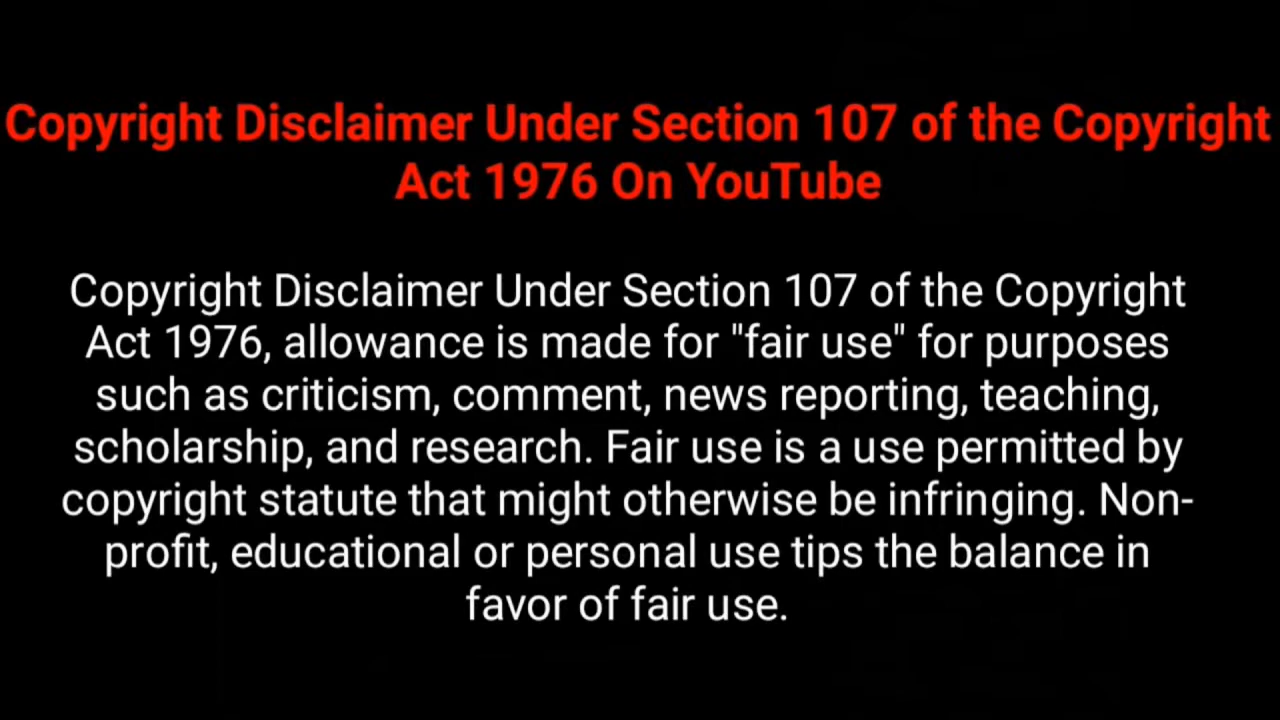 Copyright Disclaimer Under Section 107 of the Copyright
Act 1976 On YouTube
Copyright Disclaimer Under Section 107 of the Copyright
Act 1976, allowance is made for "fair use" for purposes
such as criticism, comment, news reporting, teaching,
scholarship, and research. Fair use is a use permitted by
copyright statute that might otherwise be infringing. Non-
profit, educational or personal use tips the balance in
favor of fair use.